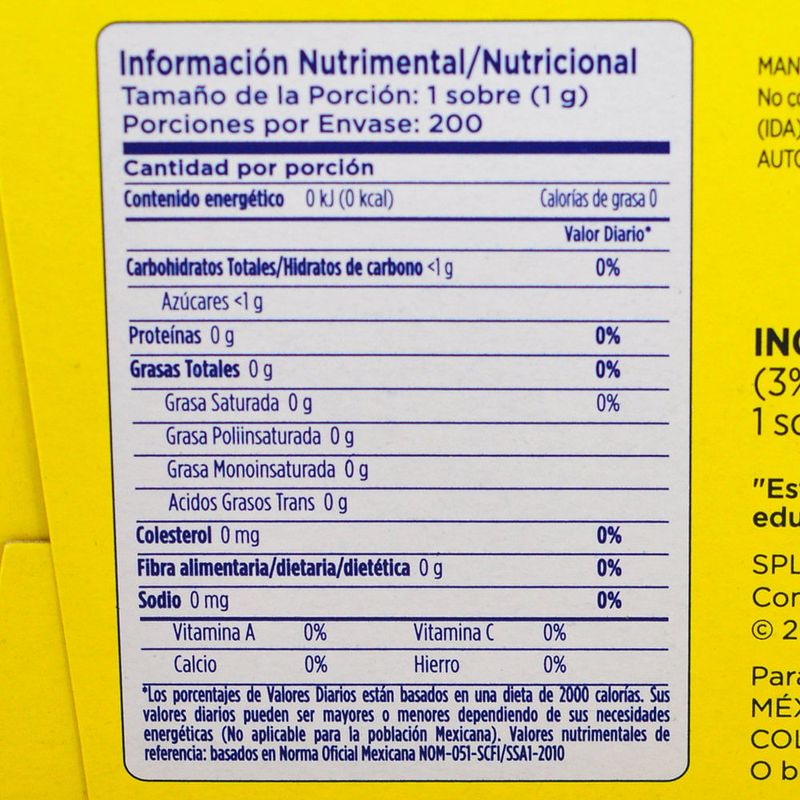 Información Nutrimental/Nutricional
Tamaño de la Porción: 1 sobre (1 g)
Porciones por Envase: 200
Cantidad por porción
Contenido energético 0 kJ (0 kcal) Calorías de grasa 0
Valor Diario*
Carbohidratos Totales/Hidratos de carbono <1 g 0%
Azúcares <1 g
Proteínas 0 g 0%
Grasas Totales 0 g 0%
Grasa Saturada 0 g 0%
Grasa Poliinsaturada 0 g
Grasa Monoinsaturada 0 g
Acidos Grasos Trans 0 g
Colesterol 0 mg 0%
Fibra alimentaria/dietaria/dietética 0 g 0%
Sodio 0 mg 0%
Vitamina A 0% Vitamina C 0%
Calcio 0% Hierro 0%
*Los porcentajes de Valores Diarios están basados en una dieta de 2000 calorías. Sus
valores diarios pueden ser mayores o menores dependiendo de sus necesidades
energéticas (No aplicable para la población Mexicana). Valores nutrimentales de
referencia: basados en Norma Oficial Mexicana NOM-051-SCFI/SSA1-2010
MAN
No co
(IDA)
AUTO
ING
(3%
1 so
"Es
edu
SPL
Con
© 2
Para
MÉX
COL
O b